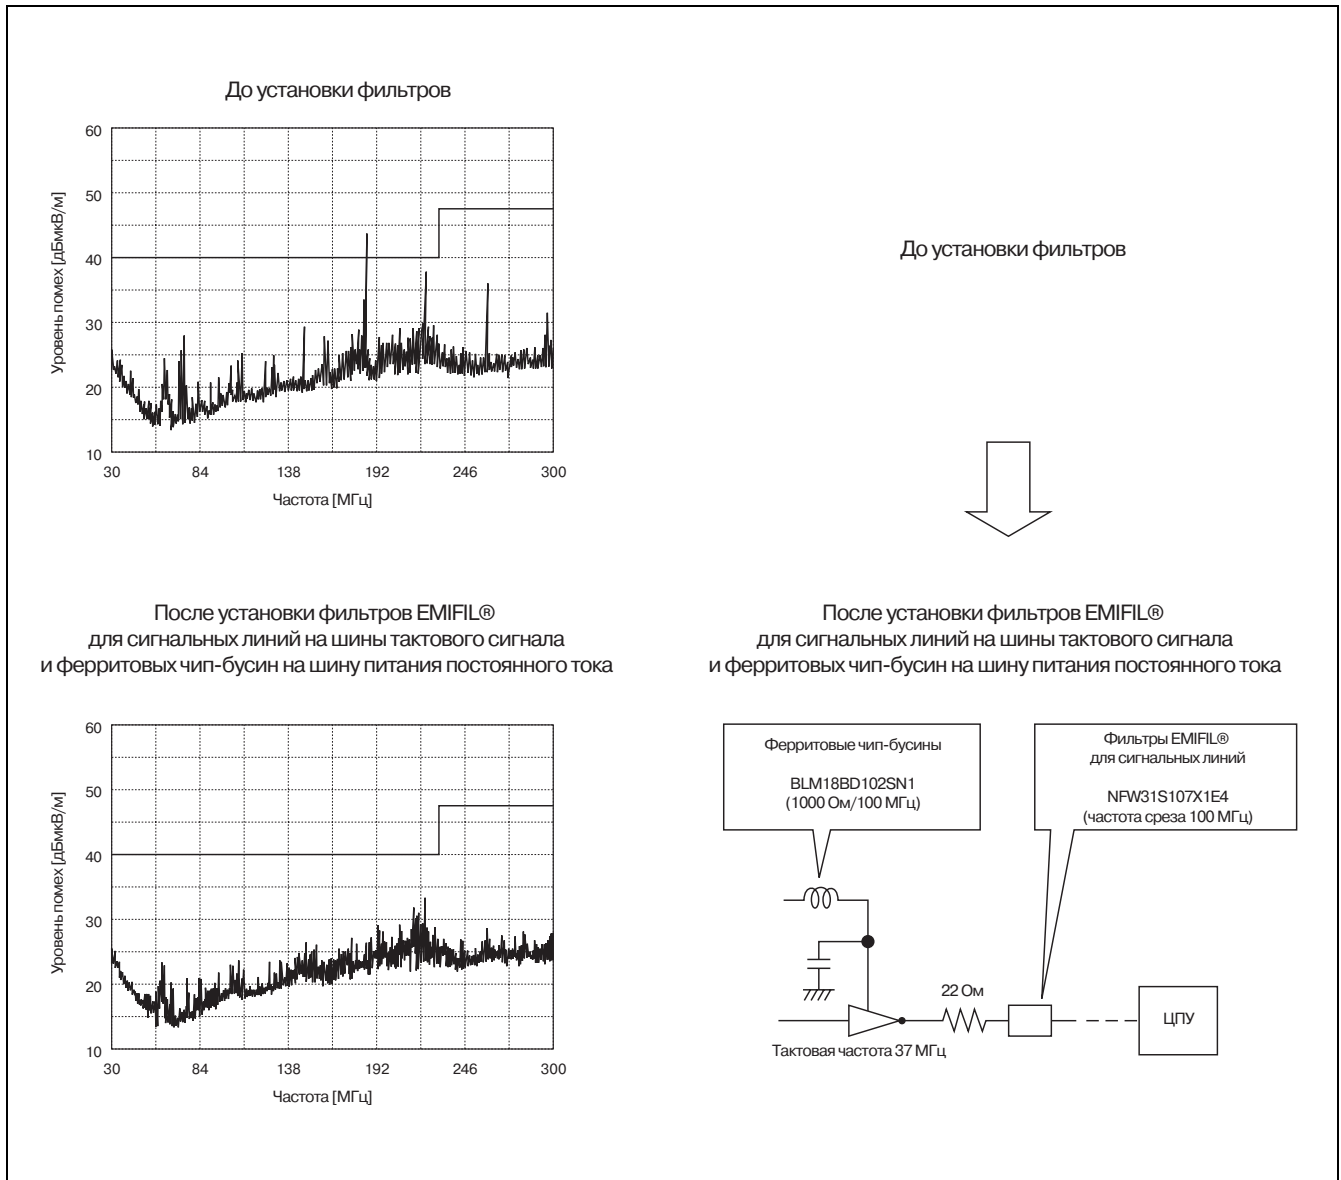 До установки фильтров
60
50
40
30
20
10
Уровень помех [дБмкВ/м]
30 84 138 192 246 300
Частота [МГц]
До установки фильтров
После установки фильтров EMIFIL®
для сигнальных линий на шины тактового сигнала
и ферритовых чип-бусин на шину питания постоянного тока
60
50
40
30
20
10
Уровень помех [дБмкВ/м]
30 84 138 192 246 300
Частота [МГц]
После установки фильтров EMIFIL®
для сигнальных линий на шины тактового сигнала
и ферритовых чип-бусин на шину питания постоянного тока
Ферритовые чип-бусины
BLM18BD102SN1
(1000 Ом/100 МГц)
Фильтры EMIFIL®
для сигнальных линий
NFW31S107X1E4
(частота среза 100 МГц)
22 Ом
ЦПУ
Тактовая частота 37 МГц